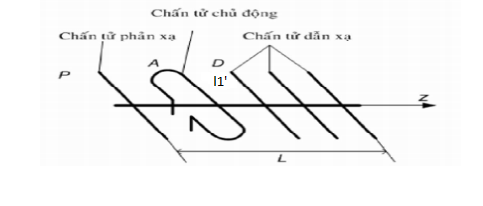 Chấn tử chủ động
Chấn tử phản xạ
Chấn tử dẫn xạ
P
A
D
l1'
z
L